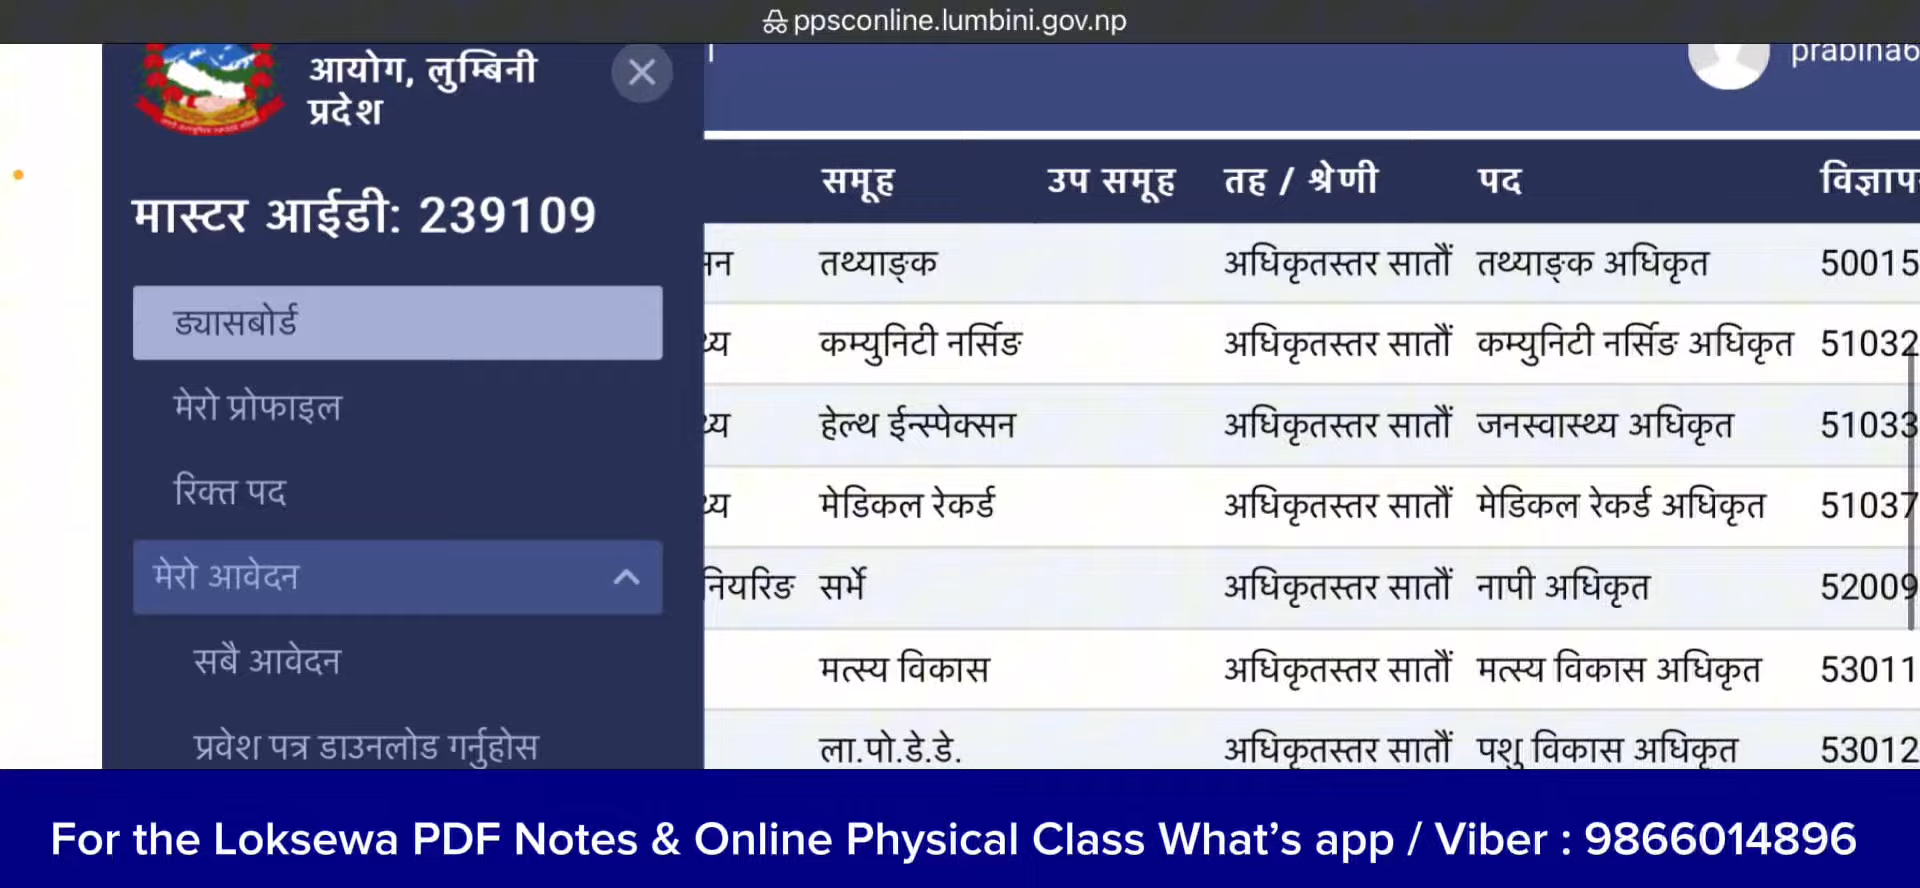 ppsconline.lumbini.gov.np
आयोग, लुम्बिनी
प्रदेश
मास्टर आईडी: 239109
ड्यासबोर्ड
मेरो प्रोफाइल
रिक्त पद
मेरो आवेदन
सबै आवेदन
प्रवेश पत्र डाउनलोड गर्नुहोस
prabina6
समूह उप समूह तह / श्रेणी पद
तथ्याङ्क अधिकृतस्तर सातौं तथ्याङ्क अधिकृत 50015
कम्युनिटी नर्सिङ अधिकृतस्तर सातौं कम्युनिटी नर्सिङ अधिकृत 51032
हेल्थ ईन्स्पेक्सन अधिकृतस्तर सातौं जनस्वास्थ्य अधिकृत 51033
मेडिकल रेकर्ड अधिकृतस्तर सातौं मेडिकल रेकर्ड अधिकृत 51037
सर्भे अधिकृतस्तर सातौं नापी अधिकृत 52009
मत्स्य विकास अधिकृतस्तर सातौं मत्स्य विकास अधिकृत 53011
ला.पो.डे.डे. अधिकृतस्तर सातौं पशु विकास अधिकृत 53012
For the Loksewa PDF Notes & Online Physical Class What’s app / Viber : 9866014896